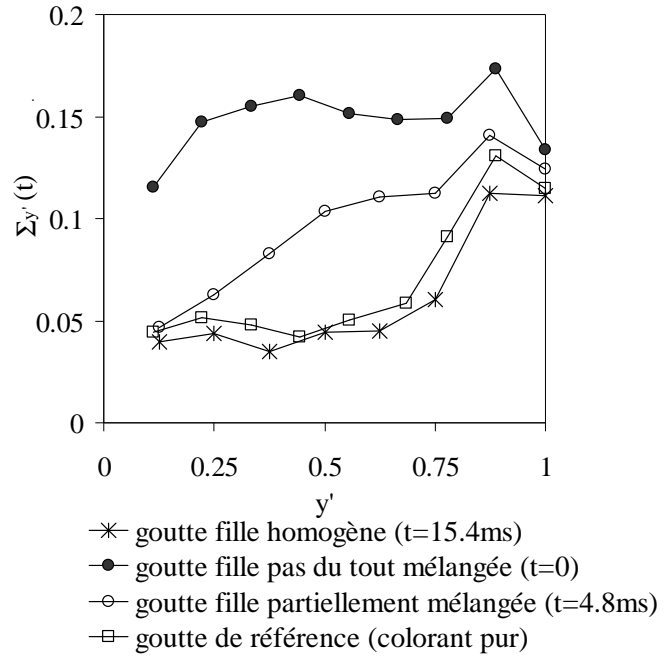 0.2
0.15
0.1
0.05
0
Σy' (t)
0 0.25 0.5 0.75 1
y'
goutte fille homogène (t=15.4ms)
goutte fille pas du tout mélangée (t=0)
goutte fille partiellement mélangée (t=4.8ms)
goutte de référence (colorant pur)